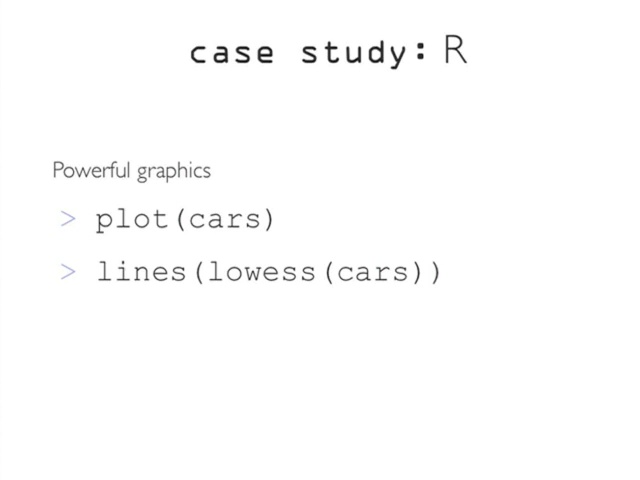 case study: R
Powerful graphics
> plot(cars)
> lines(lowess(cars))